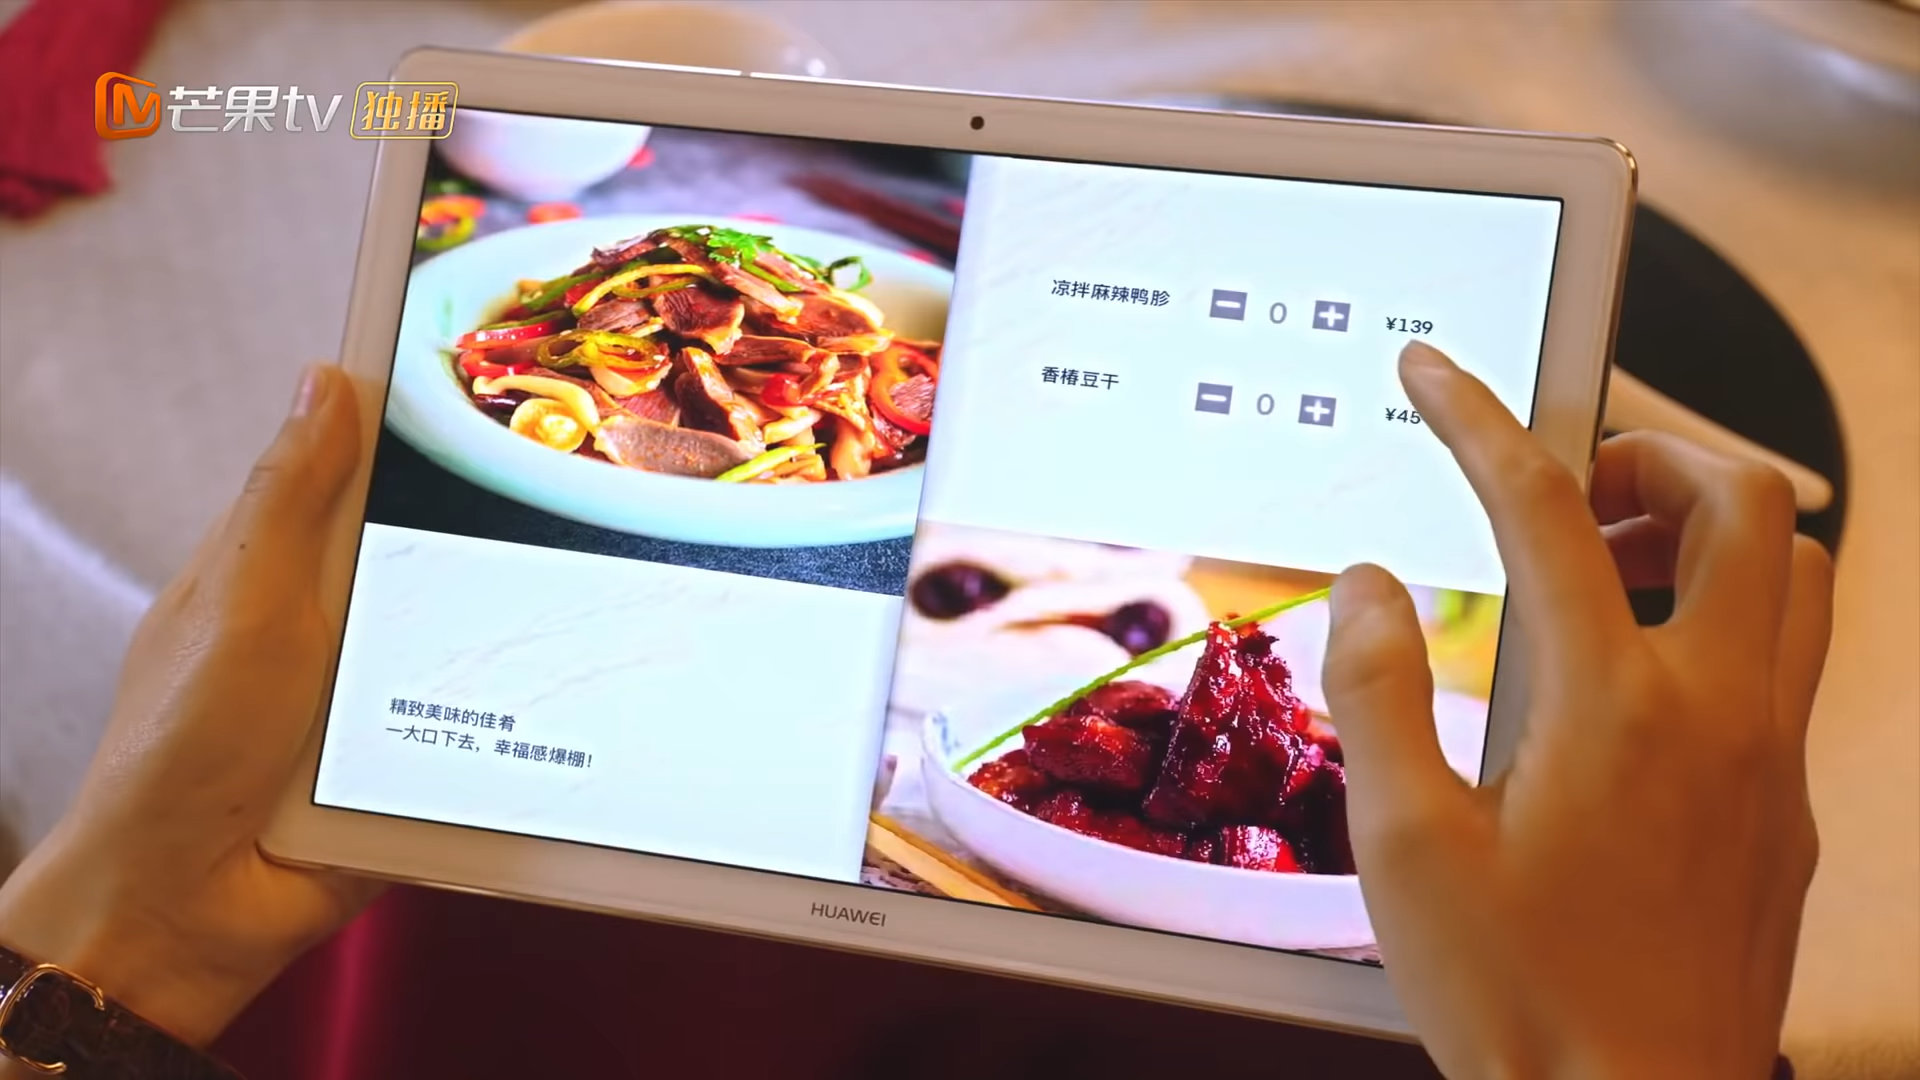 芒果tv 独播
凉拌麻辣鸭胗 0 ¥139
香椿豆干 0 ¥45
精致美味的佳肴
一大口下去，幸福感爆棚！
HUAWEI